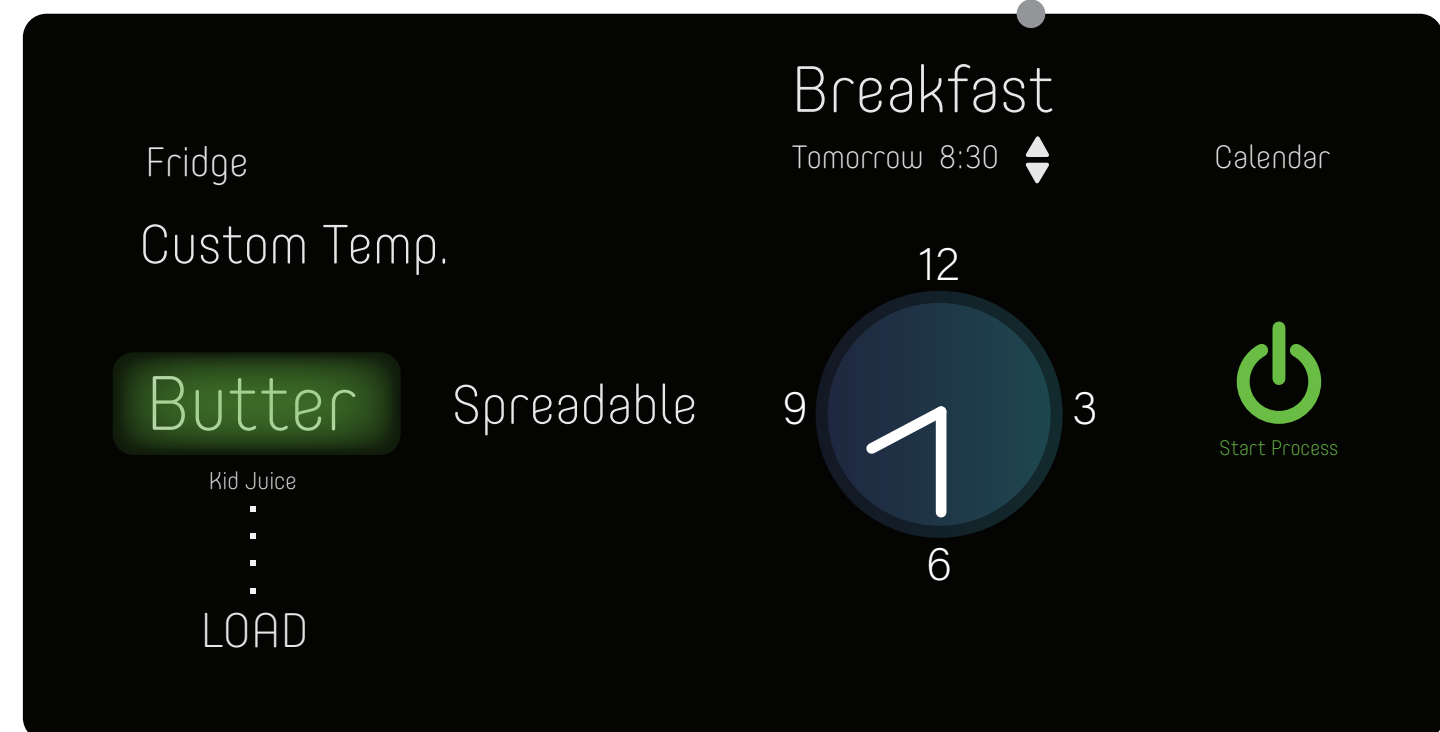 Breakfast
Tomorrow 8:30
Calendar
Fridge
Custom Temp.
Butter
Spreadable
Kid Juice
LOAD
12
9
3
6
Start Process